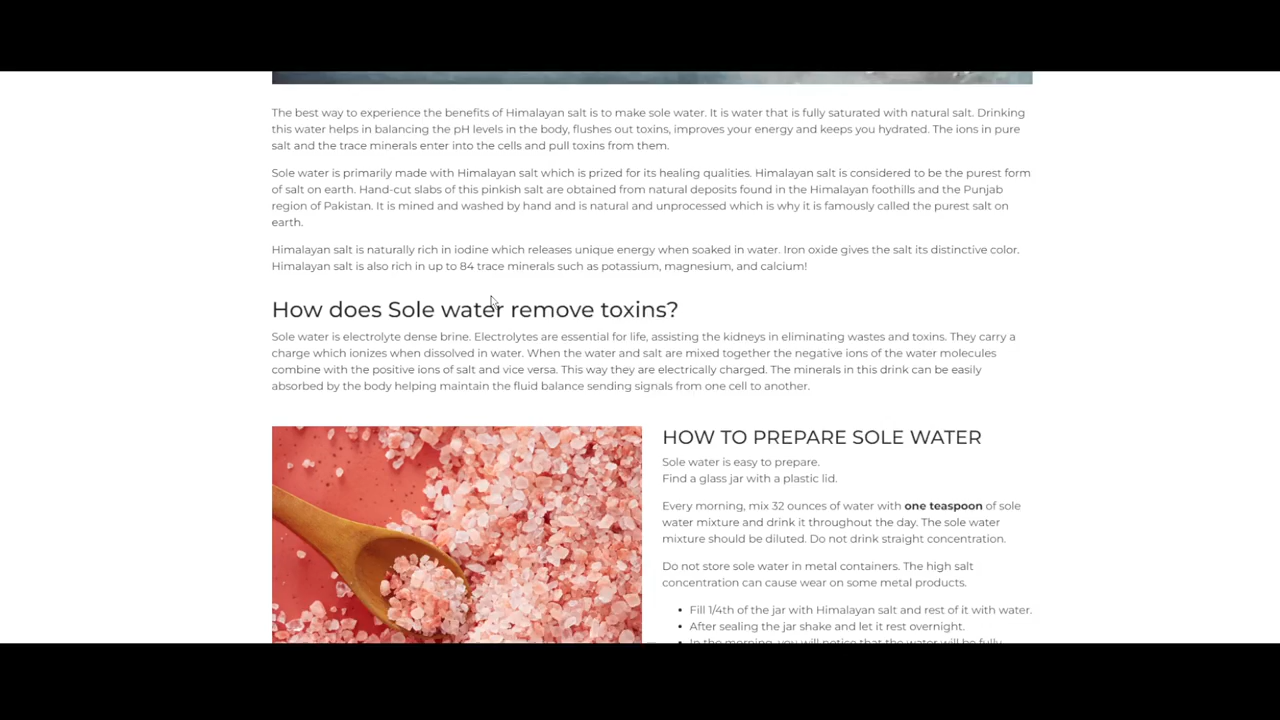 The best way to experience the benefits of Himalayan salt is to make sole water. It is water that is fully saturated with natural salt. Drinking
this water helps in balancing the pH levels in the body, flushes out toxins, improves your energy and keeps you hydrated. The ions in pure
salt and the trace minerals enter into the cells and pull toxins from them.
Sole water is primarily made with Himalayan salt which is prized for its healing qualities. Himalayan salt is considered to be the purest form
of salt on earth. Hand-cut slabs of this pinkish salt are obtained from natural deposits found in the Himalayan foothills and the Punjab
region of Pakistan. It is mined and washed by hand and is natural and unprocessed which is why it is famously called the purest salt on
earth.
Himalayan salt is naturally rich in iodine which releases unique energy when soaked in water. Iron oxide gives the salt its distinctive color.
Himalayan salt is also rich in up to 84 trace minerals such as potassium, magnesium, and calcium!
How does Sole water remove toxins?
Sole water is electrolyte dense brine. Electrolytes are essential for life, assisting the kidneys in eliminating wastes and toxins. They carry a
charge which ionizes when dissolved in water. When the water and salt are mixed together the negative ions of the water molecules
combine with the positive ions of salt and vice versa. This way they are electrically charged. The minerals in this drink can be easily
absorbed by the body helping maintain the fluid balance sending signals from one cell to another.
HOW TO PREPARE SOLE WATER
Sole water is easy to prepare.
Find a glass jar with a plastic lid.
Every morning, mix 32 ounces of water with one teaspoon of sole
water mixture and drink it throughout the day. The sole water
mixture should be diluted. Do not drink straight concentration.
Do not store sole water in metal containers. The high salt
concentration can cause wear on some metal products.
• Fill 1/4th of the jar with Himalayan salt and rest of it with water.
• After sealing the jar shake and let it rest overnight.
• In the morning, you will notice that the water will be fully